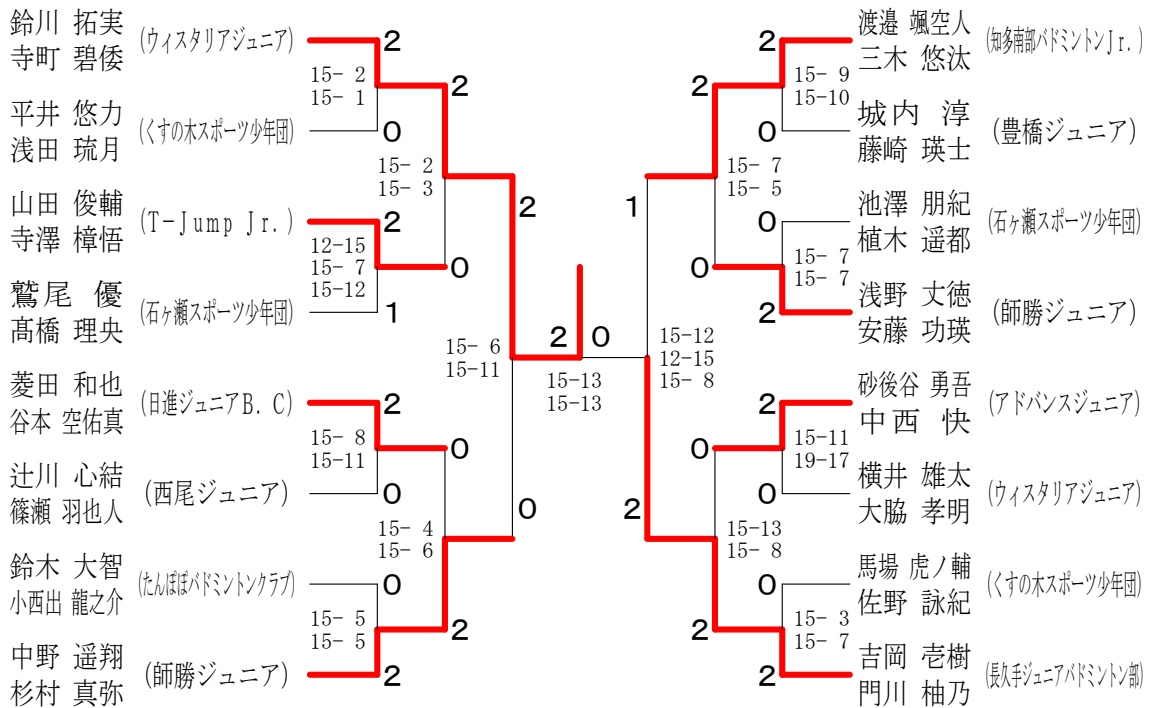 鈴川 拓実
寺町 碧倭
(ウィスタリアジュニア)
2
15- 2
15- 1
2
平井 悠力
浅田 琉月
(くすの木スポーツ少年団)
0
15- 2
15- 3
2
山田 俊輔
寺澤 樟悟
(T-Jump Jr.)
2
12-15
15- 7
15-12
0
鷲尾 優
髙橋 理央
(石ヶ瀬スポーツ少年団)
1
15- 6
15-11
2 0
15-13
15-13
菱田 和也
谷本 空佑真
(日進ジュニアB.C)
2
15- 8
15-11
0
辻川 心結
篠瀬 羽也人
(西尾ジュニア)
0
15- 4
15- 6
0
鈴木 大智
小西出 龍之介
(たんぽぽバドミントンクラブ)
0
15- 5
15- 5
2
中野 遥翔
杉村 真弥
(師勝ジュニア)
2
渡邉 颯空人
三木 悠汰
(知多南部バドミントンJr.)
2
15- 9
15-10
2
城内 淳
藤崎 瑛士
(豊橋ジュニア)
0
15- 7
15- 5
1
池澤 朋紀
植木 遥都
(石ヶ瀬スポーツ少年団)
0
15- 7
15- 7
0
浅野 丈徳
安藤 功瑛
(師勝ジュニア)
2
15-12
12-15
15- 8
砂後谷 勇吾
中西 快
(アドバンスジュニア)
2
15-11
19-17
0
横井 雄太
大脇 孝明
(ウィスタリアジュニア)
0
15-13
15- 8
2
馬場 虎ノ輔
佐野 詠紀
(くすの木スポーツ少年団)
0
15- 3
15- 7
2
吉岡 壱樹
門川 柚乃
(長久手ジュニアバドミントン部)
2